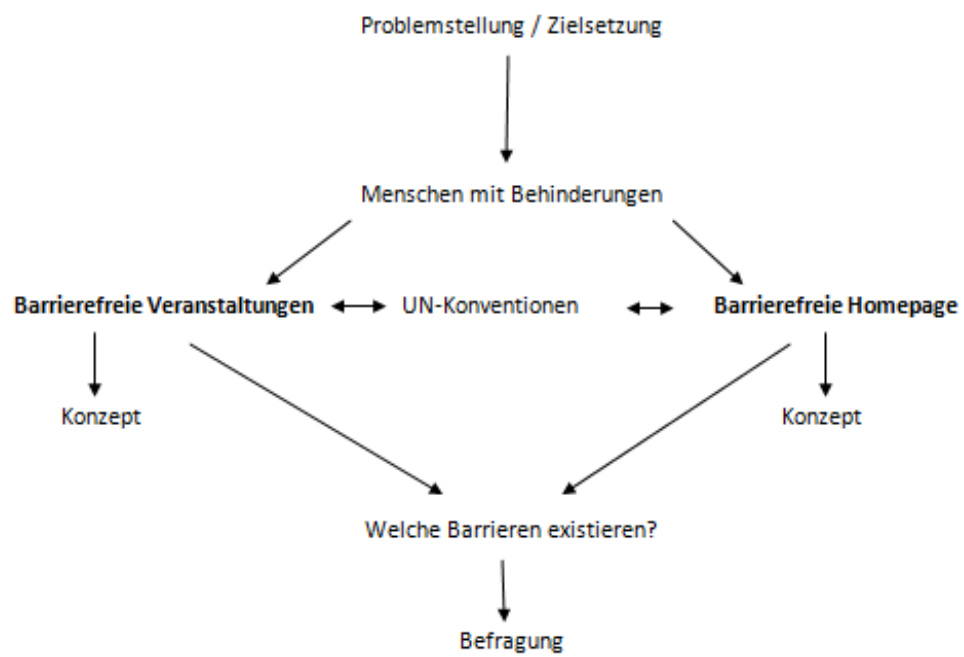 Problemstellung / Zielsetzung
Menschen mit Behinderungen
Barrierefreie Veranstaltungen
UN-Konventionen
Barrierefreie Homepage
Konzept
Konzept
Welche Barrieren existieren?
Befragung